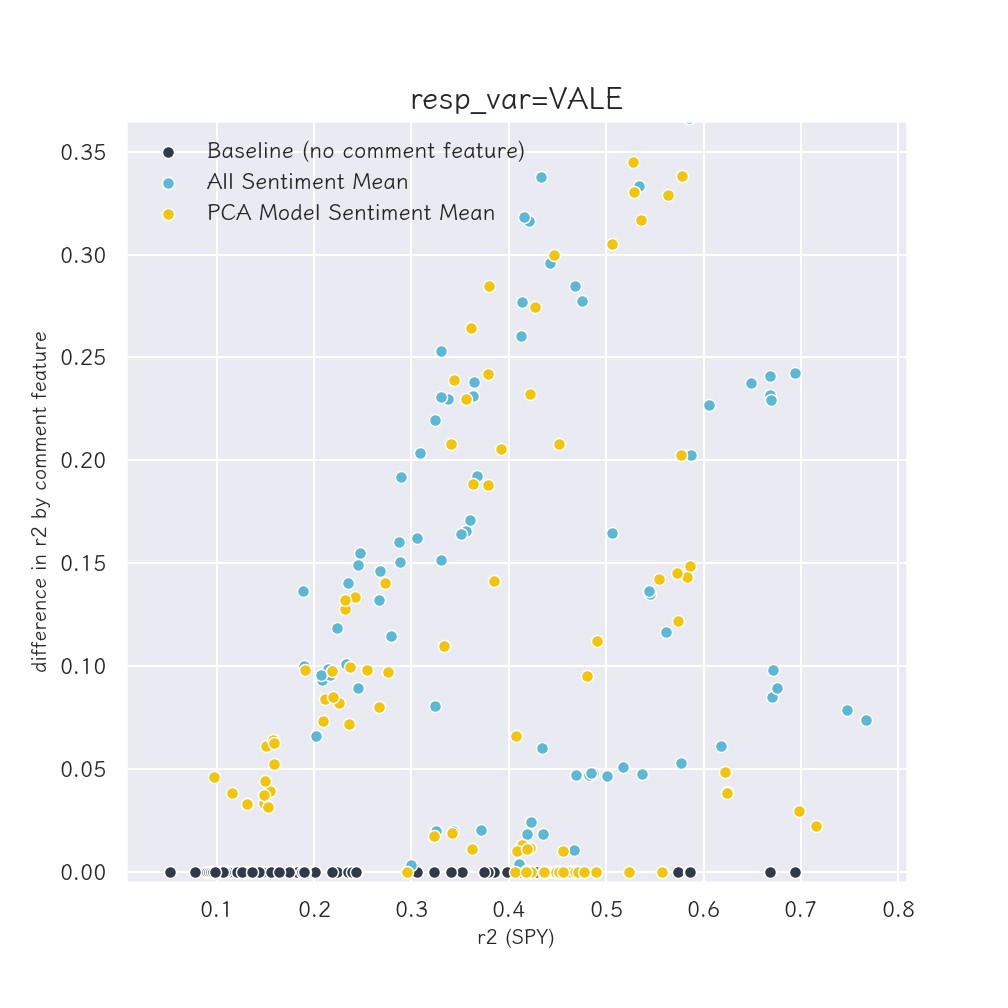 resp_var=VALE
Baseline (no comment feature)
All Sentiment Mean
PCA Model Sentiment Mean
0.35
0.30
0.25
0.20
0.15
0.10
0.05
0.00
difference in r2 by comment feature
0.1 0.2 0.3 0.4 0.5 0.6 0.7 0.8
r2 (SPY)